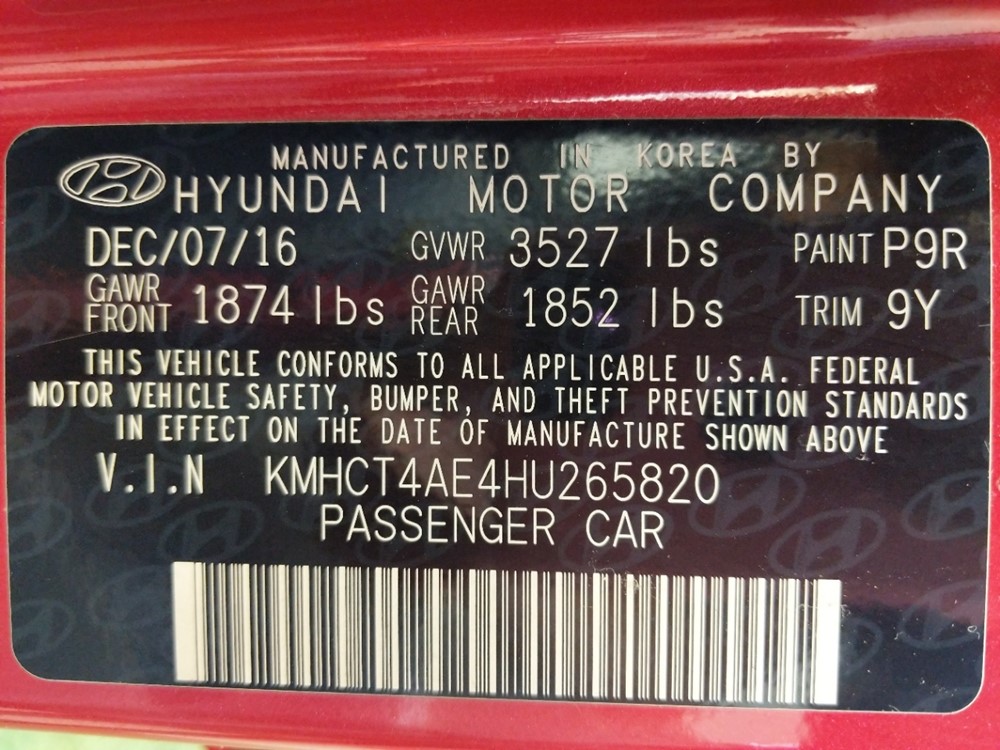 MANUFACTURED IN KOREA BY
HYUNDAI MOTOR COMPANY
DEC/07/16 GVWR 3527 lbs PAINT P9R
GAWR FRONT 1874 lbs GAWR REAR 1852 lbs TRIM 9Y
THIS VEHICLE CONFORMS TO ALL APPLICABLE U.S.A. FEDERAL
MOTOR VEHICLE SAFETY, BUMPER, AND THEFT PREVENTION STANDARDS
IN EFFECT ON THE DATE OF MANUFACTURE SHOWN ABOVE
V.I.N KMHCT4AE4HU265820
PASSENGER CAR